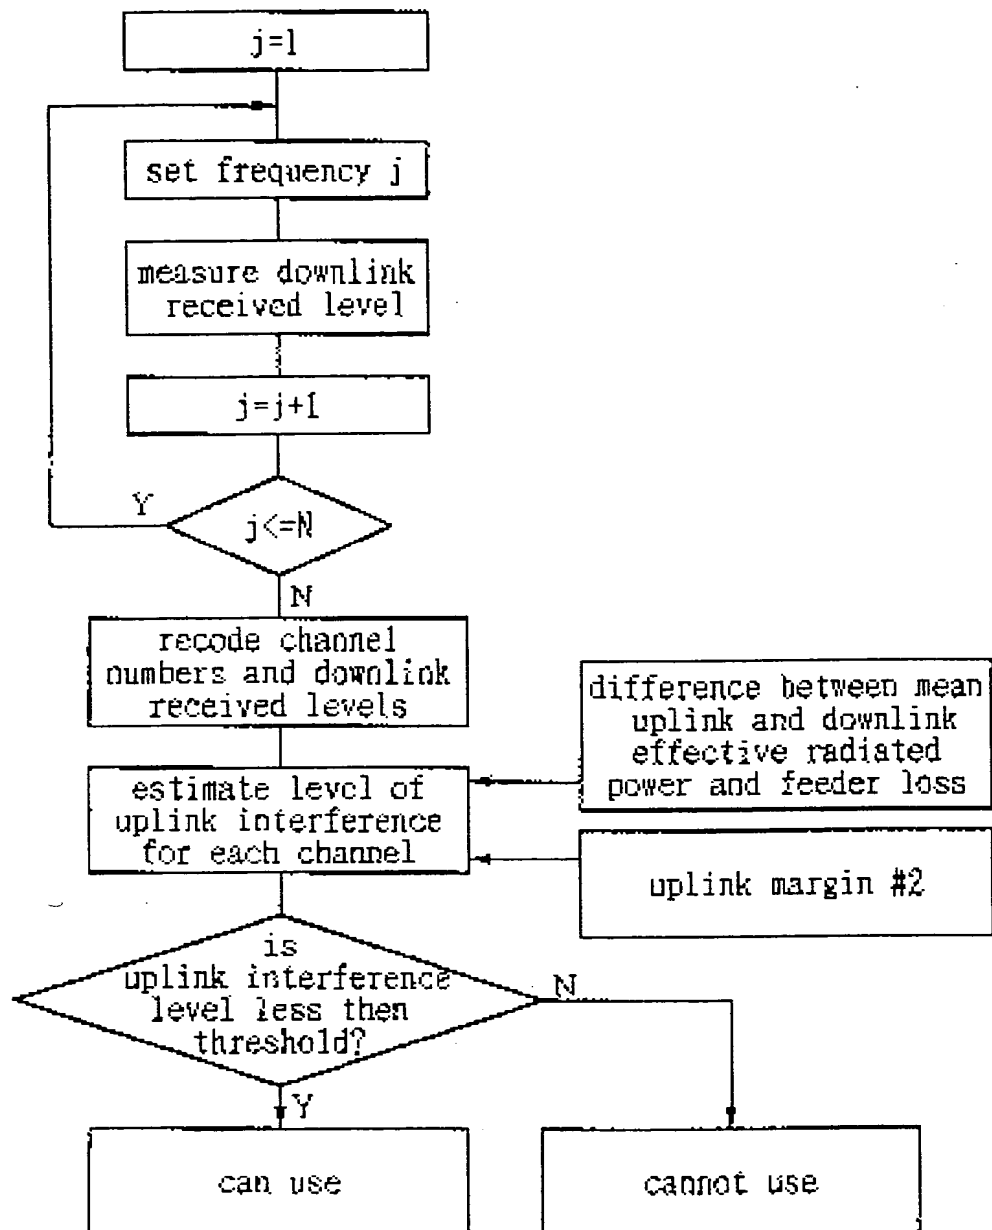 j=1
set frequency j
measure downlink
received level
j=j+1
Y
j<=N
N
recode channel
numbers and downlink
received levels
difference between mean
uplink and downlink
effective radiated
power and feeder loss
estimate level of
uplink interference
for each channel
uplink margin #2
is
uplink interference
level less then
threshold?
N
Y
can use
cannot use